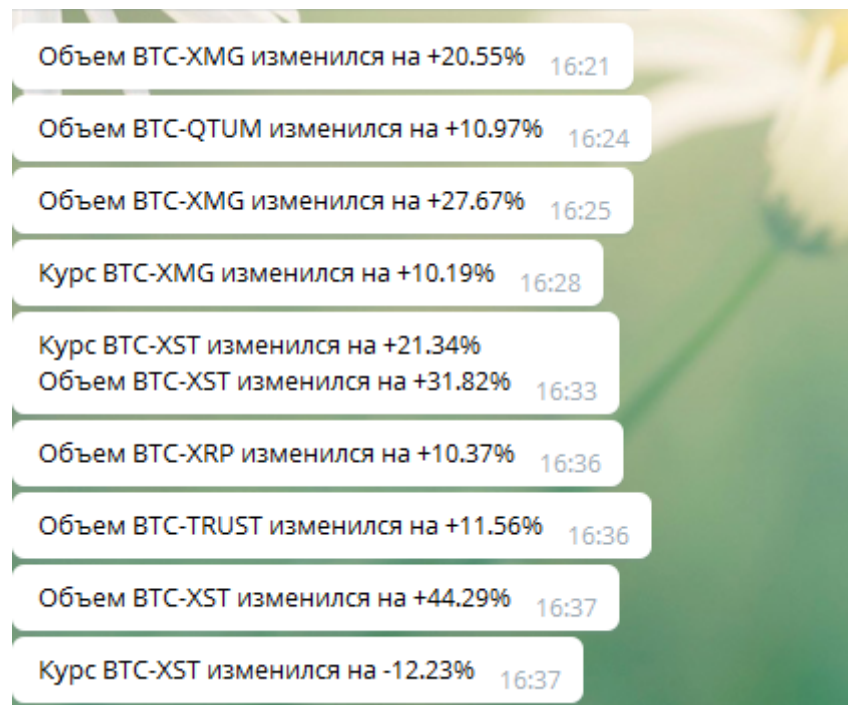 Объем BTC-XMG изменился на +20.55% 16:21
Объем BTC-QTUM изменился на +10.97% 16:24
Объем BTC-XMG изменился на +27.67% 16:25
Курс BTC-XMG изменился на +10.19% 16:28
Курс BTC-XST изменился на +21.34%
Объем BTC-XST изменился на +31.82% 16:33
Объем BTC-XRP изменился на +10.37% 16:36
Объем BTC-TRUST изменился на +11.56% 16:36
Объем BTC-XST изменился на +44.29% 16:37
Курс BTC-XST изменился на -12.23% 16:37